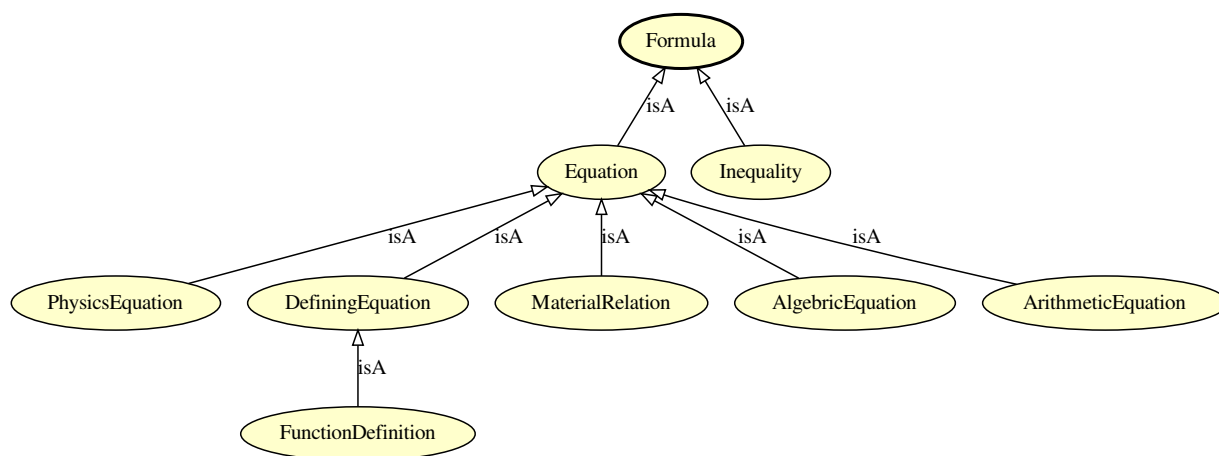 Formula
isA
isA
Equation
Inequality
isA
isA
isA
isA
isA
PhysicsEquation
DefiningEquation
MaterialRelation
AlgebricEquation
ArithmeticEquation
isA
FunctionDefinition